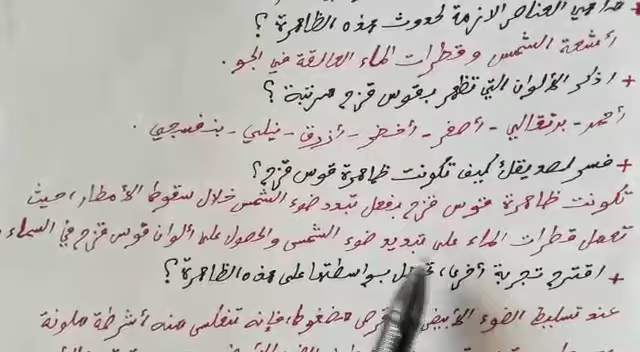 + ما هي العناصر الازمة لحدوث هذه الظاهرة ؟
أشعة الشمس و قطرات الماء العالقة في الجو .
+ اذكر الألوان التي تظهر بقوس قزح مرتبة ؟
أحمر - برتقالي - أصفر - أخضر - أزرق - نيلي - بنفسجي .
+ فسر لصديقك كيف تكونت ظاهرة قوس قزح ؟
تكونت ظاهرة قوس قزح بفعل تبدد ضوء الشمس خلال سقوط الأمطار ، حيث
تعمل قطرات الماء على تبديد ضوء الشمس والحصول على ألوان قوس قزح في السماء .
+ اقترح تجربة أخرى ، بواسطتها على هذه الظاهرة ؟
عند تسليط الضوء الأبيض قرص مضغوط ، فإنه تنعكس منه أشرطة ملونة